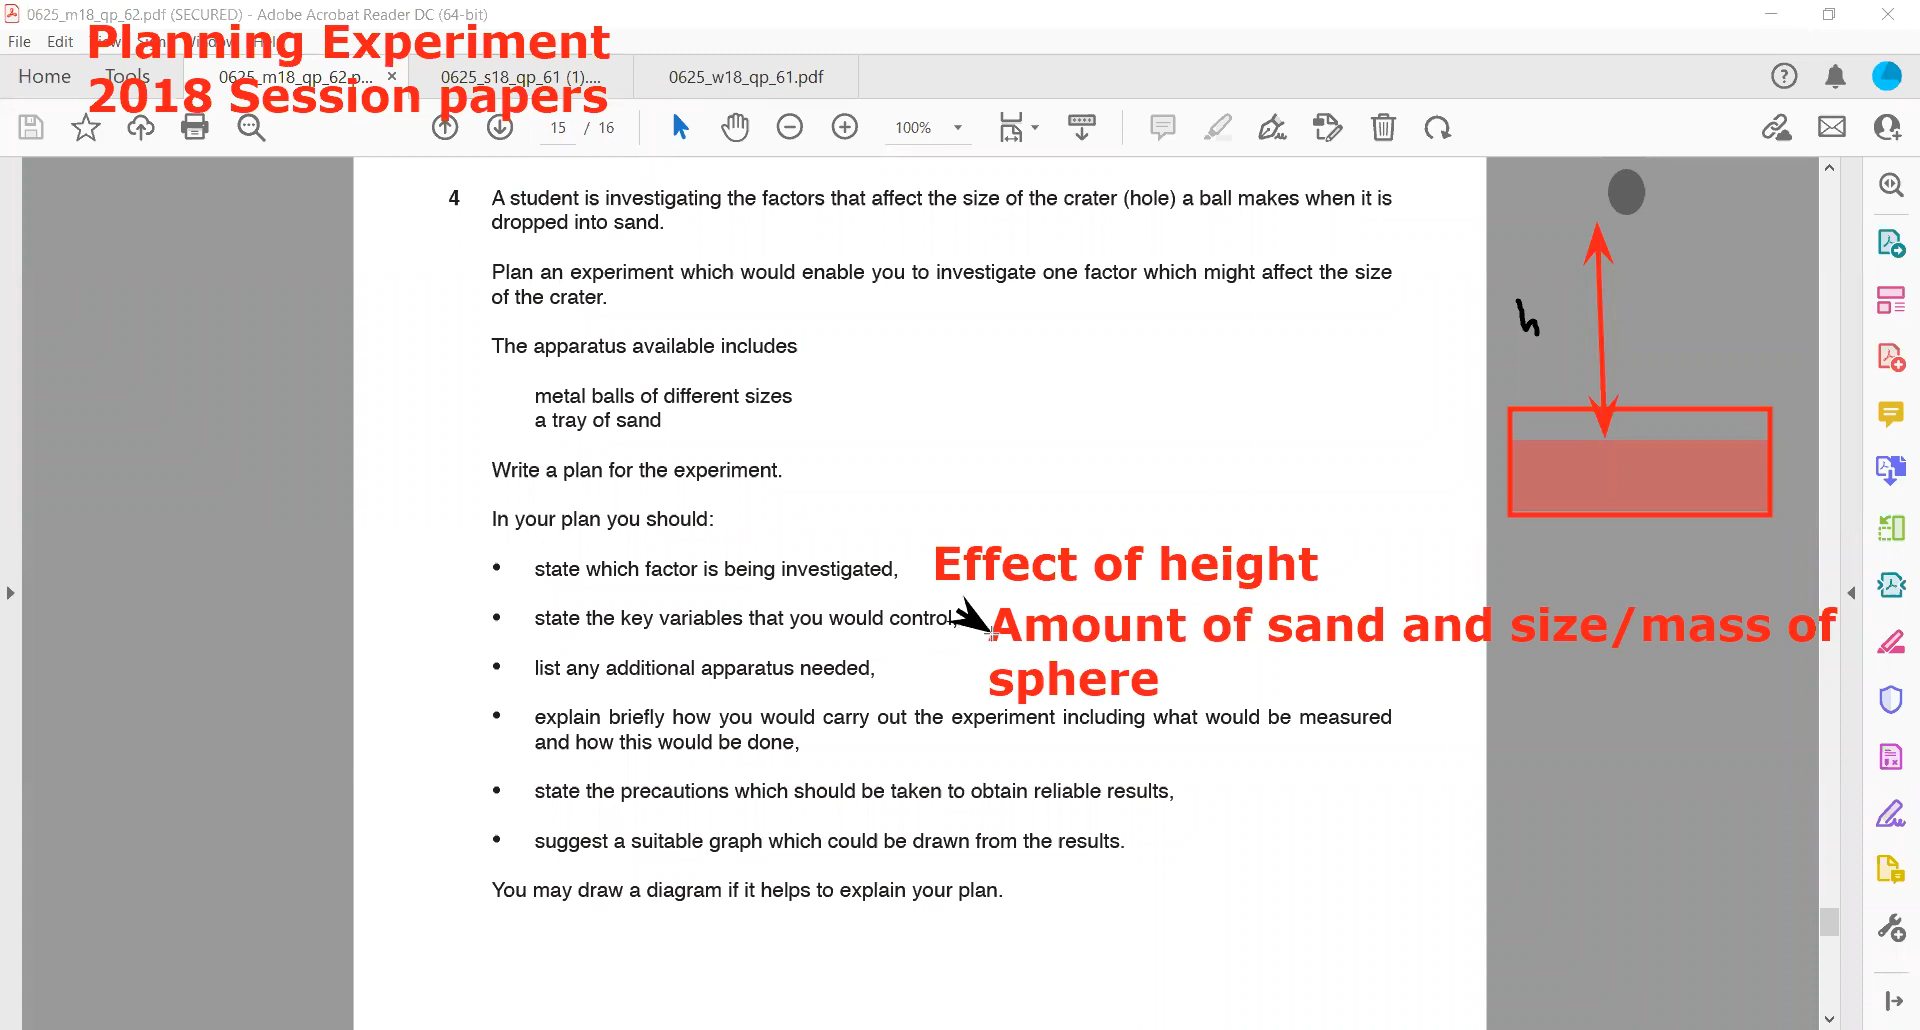 0625_m18_qp_62.pdf (SECURED) - Adobe Acrobat Reader DC (64-bit)
File Edit
Planning Experiment
2018 Session papers
Home Tools 0625_m18_qp_62.p... × 0625_s18_qp_61 (1).... 0625_w18_qp_61.pdf
15 / 16 100%
4 A student is investigating the factors that affect the size of the crater (hole) a ball makes when it is
dropped into sand.
Plan an experiment which would enable you to investigate one factor which might affect the size
of the crater.
h
The apparatus available includes
metal balls of different sizes
a tray of sand
Write a plan for the experiment.
In your plan you should:
• state which factor is being investigated, Effect of height
• state the key variables that you would control, Amount of sand and size/mass of
sphere
• list any additional apparatus needed,
• explain briefly how you would carry out the experiment including what would be measured
and how this would be done,
• state the precautions which should be taken to obtain reliable results,
• suggest a suitable graph which could be drawn from the results.
You may draw a diagram if it helps to explain your plan.